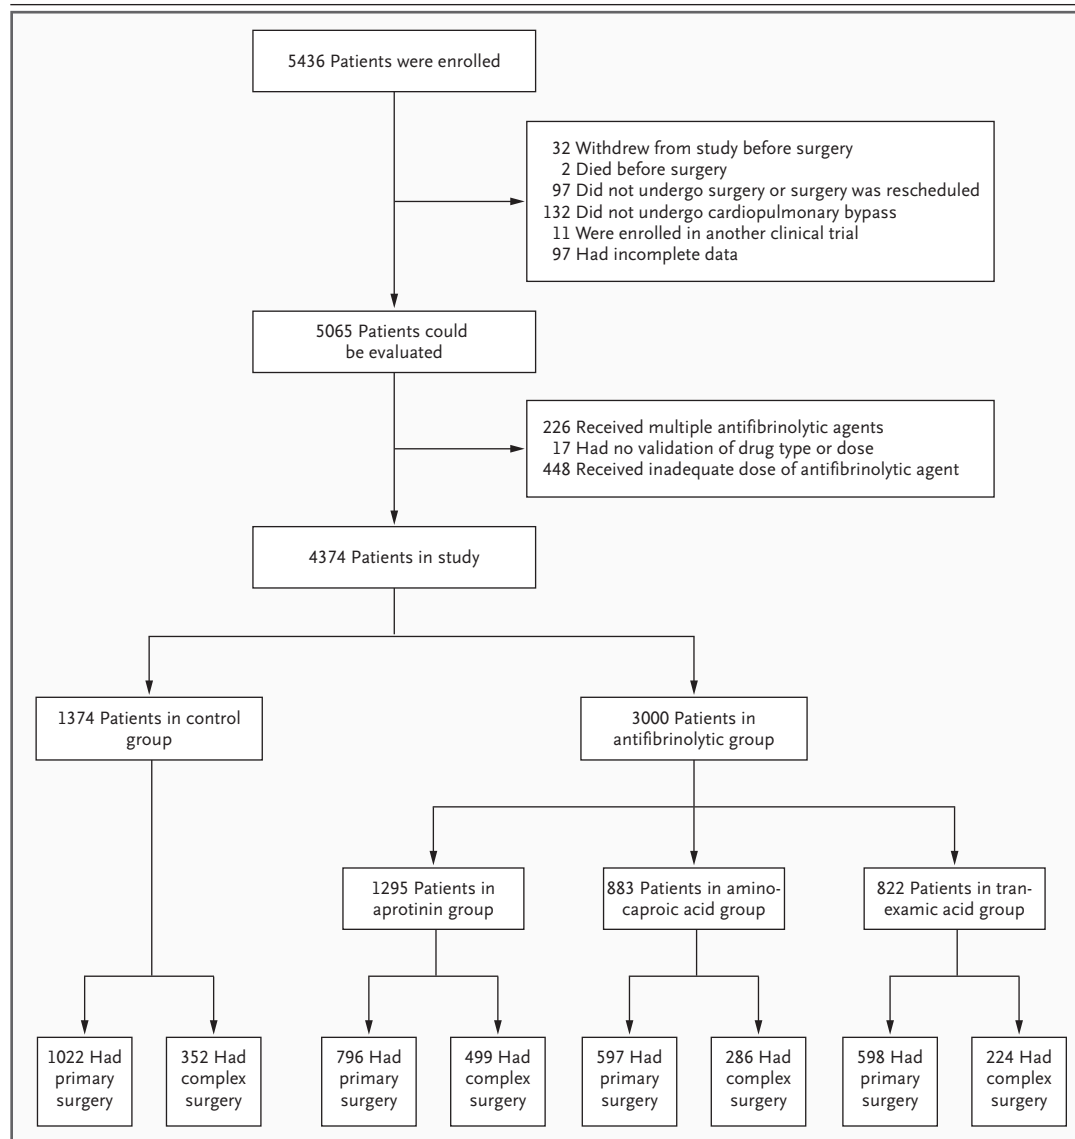 5436 Patients were enrolled
32 Withdrew from study before surgery
2 Died before surgery
97 Did not undergo surgery or surgery was rescheduled
132 Did not undergo cardiopulmonary bypass
11 Were enrolled in another clinical trial
97 Had incomplete data
5065 Patients could
be evaluated
226 Received multiple antifibrinolytic agents
17 Had no validation of drug type or dose
448 Received inadequate dose of antifibrinolytic agent
4374 Patients in study
1374 Patients in control
group
3000 Patients in
antifibrinolytic group
1295 Patients in
aprotinin group
883 Patients in amino-
caproic acid group
822 Patients in tran-
examic acid group
1022 Had
primary
surgery
352 Had
complex
surgery
796 Had
primary
surgery
499 Had
complex
surgery
597 Had
primary
surgery
286 Had
complex
surgery
598 Had
primary
surgery
224 Had
complex
surgery